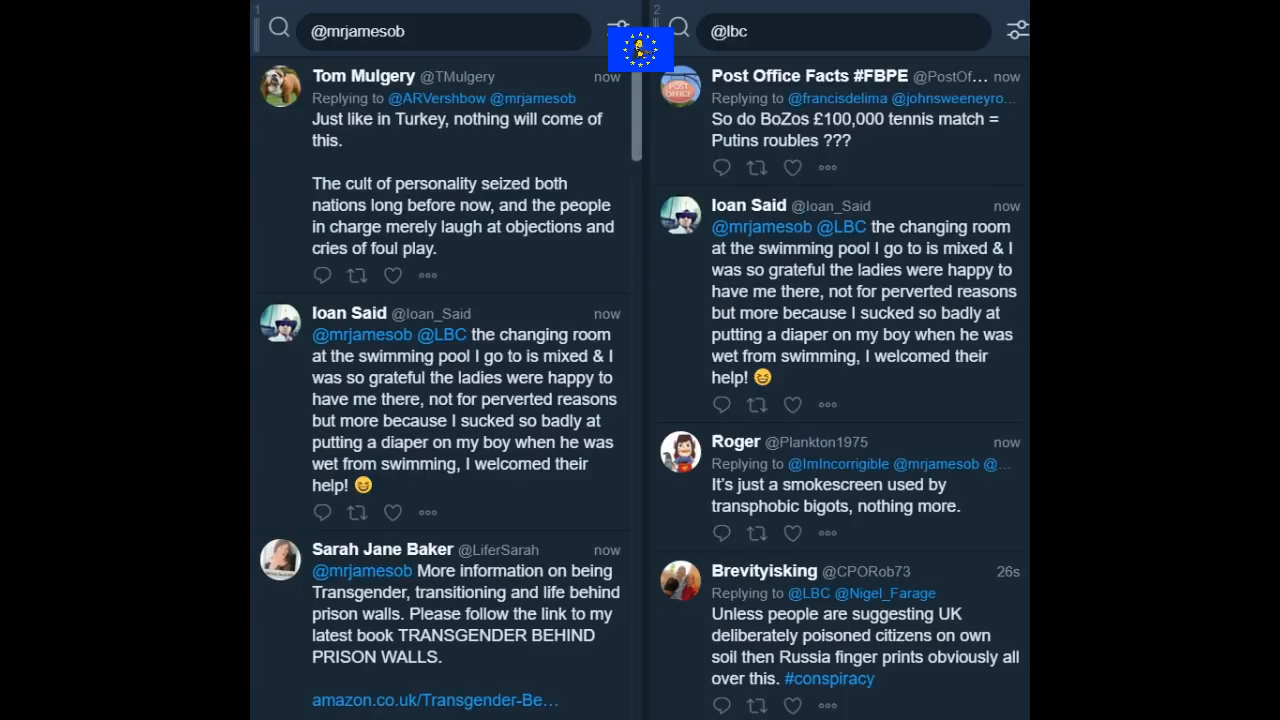 1
@mrjamesob
Tom Mulgery @TMulgery now
Replying to @ARVershbow @mrjamesob
Just like in Turkey, nothing will come of
this.
The cult of personality seized both
nations long before now, and the people
in charge merely laugh at objections and
cries of foul play.
Ioan Said @Ioan_Said now
@mrjamesob @LBC the changing room
at the swimming pool I go to is mixed & I
was so grateful the ladies were happy to
have me there, not for perverted reasons
but more because I sucked so badly at
putting a diaper on my boy when he was
wet from swimming, I welcomed their
help! 😆
Sarah Jane Baker @LiferSarah now
@mrjamesob More information on being
Transgender, transitioning and life behind
prison walls. Please follow the link to my
latest book TRANSGENDER BEHIND
PRISON WALLS.
amazon.co.uk/Transgender-Be…
2
@lbc
POST
OFFICE
Post Office Facts #FBPE @PostOf… now
Replying to @francisdelima @johnsweeneyro…
So do BoZos £100,000 tennis match =
Putins roubles ???
Ioan Said @Ioan_Said now
@mrjamesob @LBC the changing room
at the swimming pool I go to is mixed & I
was so grateful the ladies were happy to
have me there, not for perverted reasons
but more because I sucked so badly at
putting a diaper on my boy when he was
wet from swimming, I welcomed their
help! 😆
Roger @Plankton1975 now
Replying to @ImIncorrigible @mrjamesob @…
It’s just a smokescreen used by
transphobic bigots, nothing more.
Brevityisking @CPORob73 26s
Replying to @LBC @Nigel_Farage
Unless people are suggesting UK
deliberately poisoned citizens on own
soil then Russia finger prints obviously all
over this. #conspiracy